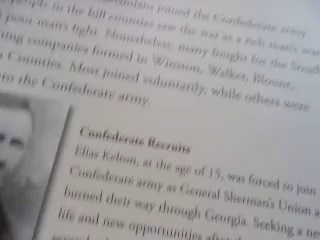 joined the Confederate army.
people in the hill counties saw the war as a rich man's war
poor man's fight. Nonetheless, many fought for the South
ing companies formed in Winston, Walker, Blount,
Counties. Most joined voluntarily, while others were
into the Confederate army.
Confederate Recruits
Elias Kelton, at the age of 15, was forced to join
Confederate army as General Sherman's Union a
burned their way through Georgia. Seeking a ne
life and new opportunities